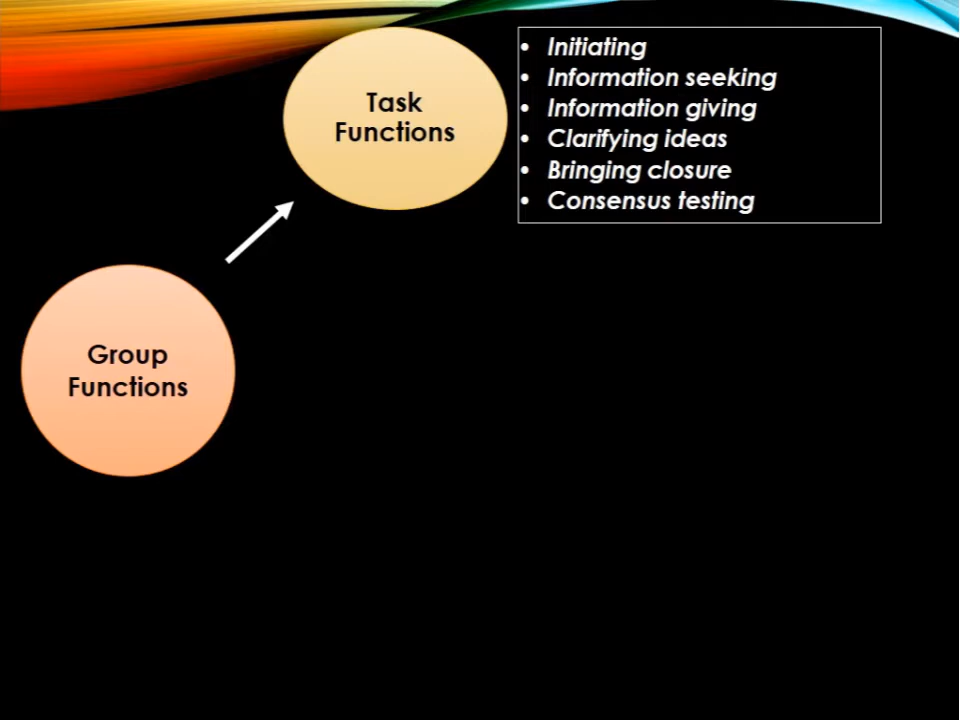 Task
Functions
• Initiating
• Information seeking
• Information giving
• Clarifying ideas
• Bringing closure
• Consensus testing
Group
Functions